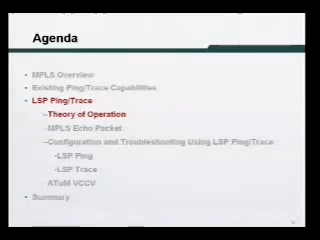 Agenda
• MPLS Overview
• Existing Ping/Trace Capabilities
• LSP Ping/Trace
–Theory of Operation
–MPLS Echo Packet
–Configuration and Troubleshooting Using LSP Ping/Trace
•LSP Ping
•LSP Trace
AToM VCCV
• Summary